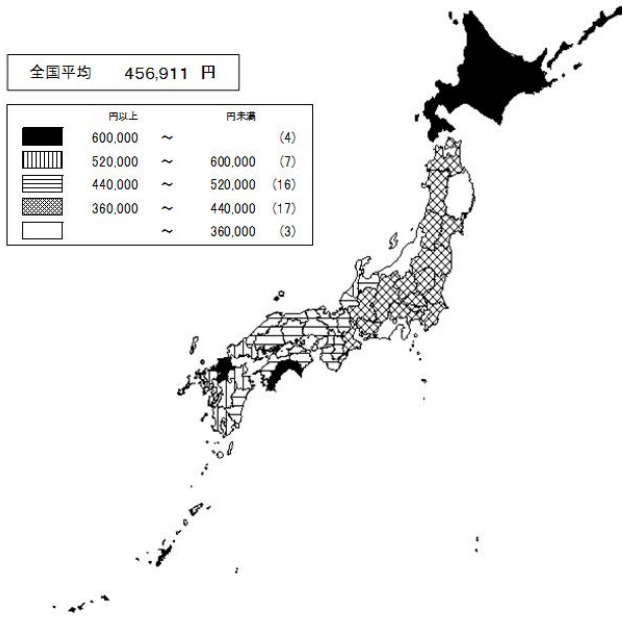 全国平均 456,911 円
円以上 円未満
600,000 ～ (4)
520,000 ～ 600,000 (7)
440,000 ～ 520,000 (16)
360,000 ～ 440,000 (17)
～ 360,000 (3)